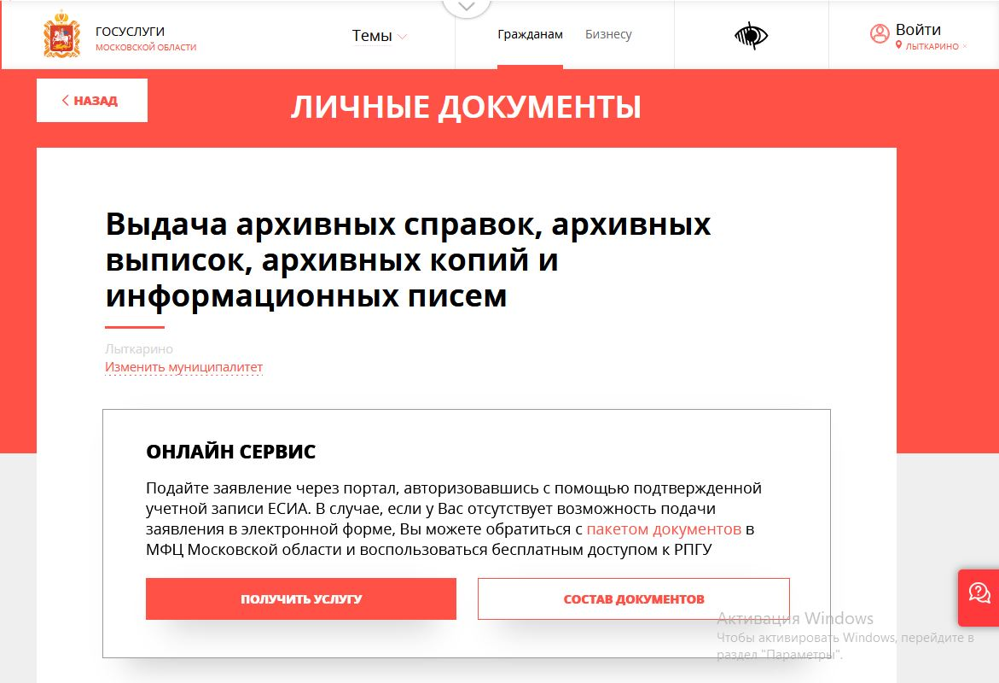 ГОСУСЛУГИ
МОСКОВСКОЙ ОБЛАСТИ
Темы
Гражданам
Бизнесу
Войти
ЛЫТКАРИНО
НАЗАД
ЛИЧНЫЕ ДОКУМЕНТЫ
Выдача архивных справок, архивных
выписок, архивных копий и
информационных писем
Лыткарино
Изменить муниципалитет
ОНЛАЙН СЕРВИС
Подайте заявление через портал, авторизовавшись с помощью подтвержденной
учетной записи ЕСИА. В случае, если у Вас отсутствует возможность подачи
заявления в электронной форме, Вы можете обратиться с пакетом документов в
МФЦ Московской области и воспользоваться бесплатным доступом к РПГУ
ПОЛУЧИТЬ УСЛУГУ
СОСТАВ ДОКУМЕНТОВ
Активация Windows
Чтобы активировать Windows, перейдите в
раздел "Параметры".